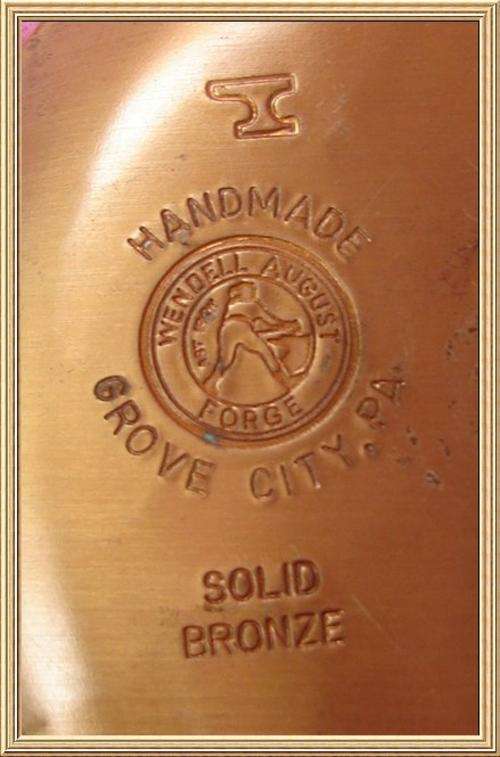 HANDMADE
WENDELL AUGUST
FORGE
GROVE CITY, PA
SOLID
BRONZE